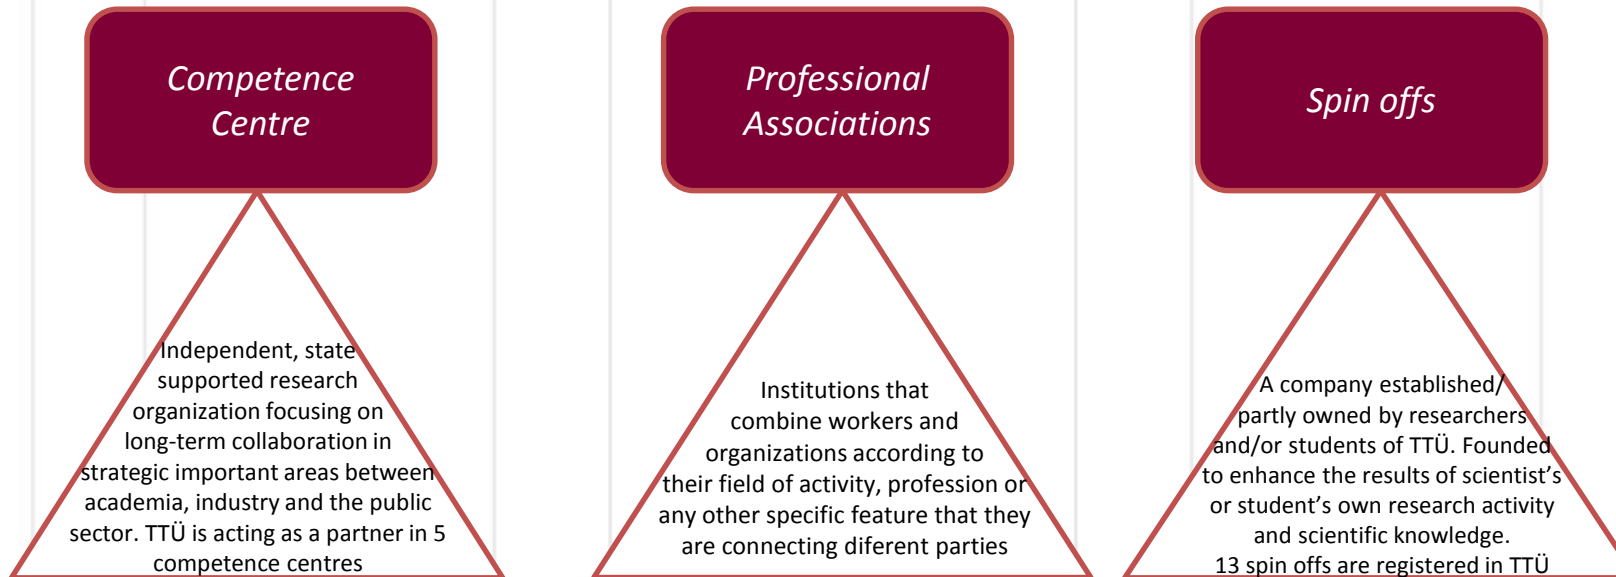 Competence
Centre
Independent, state
supported research
organization focusing on
long-term collaboration in
strategic important areas between
academia, industry and the public
sector. TTÜ is acting as a partner in 5
competence centres
Professional
Associations
Institutions that
combine workers and
organizations according to
their field of activity, profession or
any other specific feature that they
are connecting diferent parties
Spin offs
A company established/
partly owned by researchers
and/or students of TTÜ. Founded
to enhance the results of scientist’s
or student’s own research activity
and scientific knowledge.
13 spin offs are registered in TTÜ